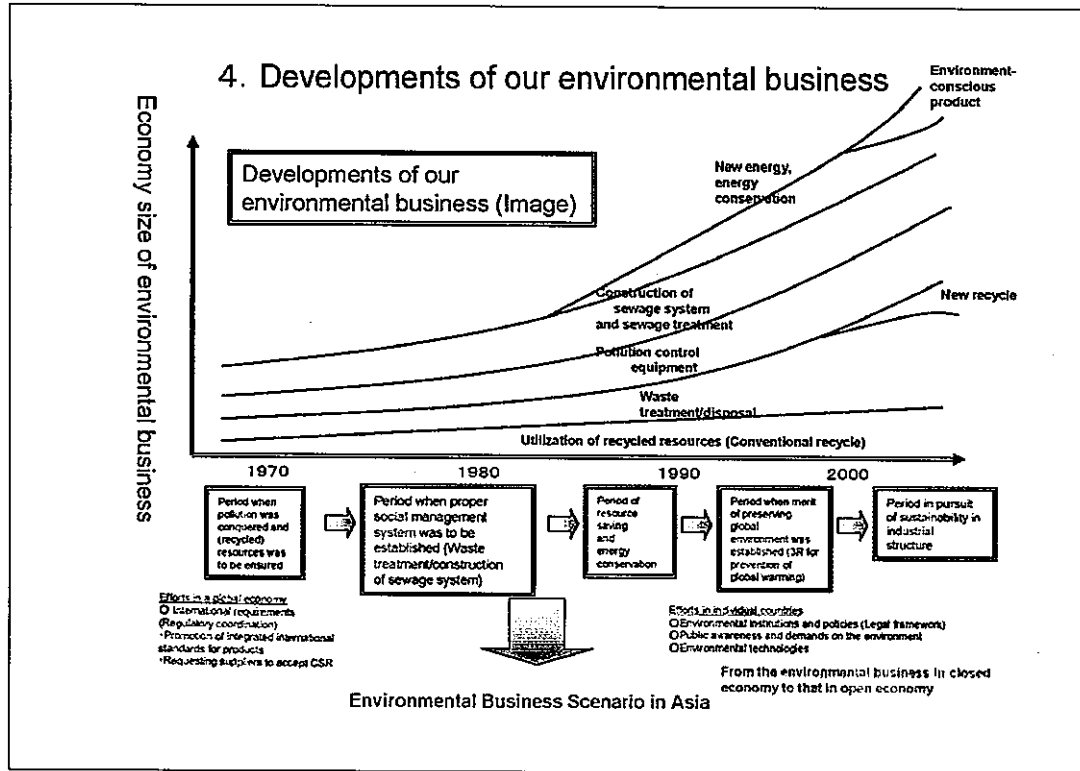 4. Developments of our environmental business
Environment-
conscious
product
Economy size of environmental business
Developments of our
environmental business (Image)
New energy,
energy
conservation
New recycle
Construction of
sewage system
and sewage treatment
Pollution control
equipment
Waste
treatment/disposal
Utilization of recycled resources (Conventional recycle)
1970
1980
1990
2000
Period when
pollution was
conquered and
(recycled)
resources was
to be ensured
Period when proper
social management
system was to be
established (Waste
treatment/construction
of sewage system)
Period of
resource
saving
and
energy
conservation
Period when merit
of preserving
global
environment was
established (3R for
prevention of
global warming)
Period in pursuit
of sustainability in
industrial
structure
Efforts in a global economy
○ International requirements
(Regulatory coordination)
・Promotion of integrated international
standards for products
・Requesting suppliers to accept CSR
Efforts in individual countries
○Environmental institutions and policies (Legal framework)
○Public awareness and demands on the environment
○Environmental technologies
From the environmental business in closed
economy to that in open economy
Environmental Business Scenario in Asia